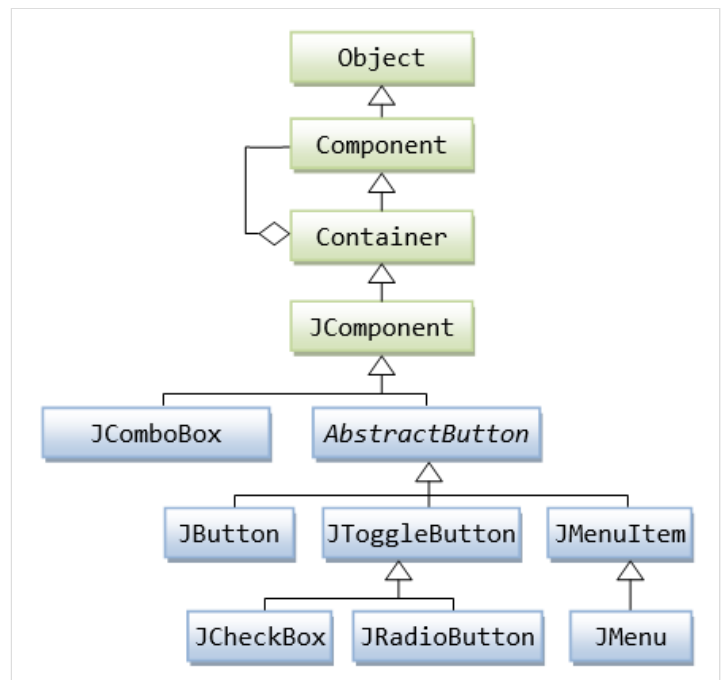 Object
Component
Container
JComponent
JComboBox
AbstractButton
JButton
JToggleButton
JMenuItem
JCheckBox
JRadioButton
JMenu